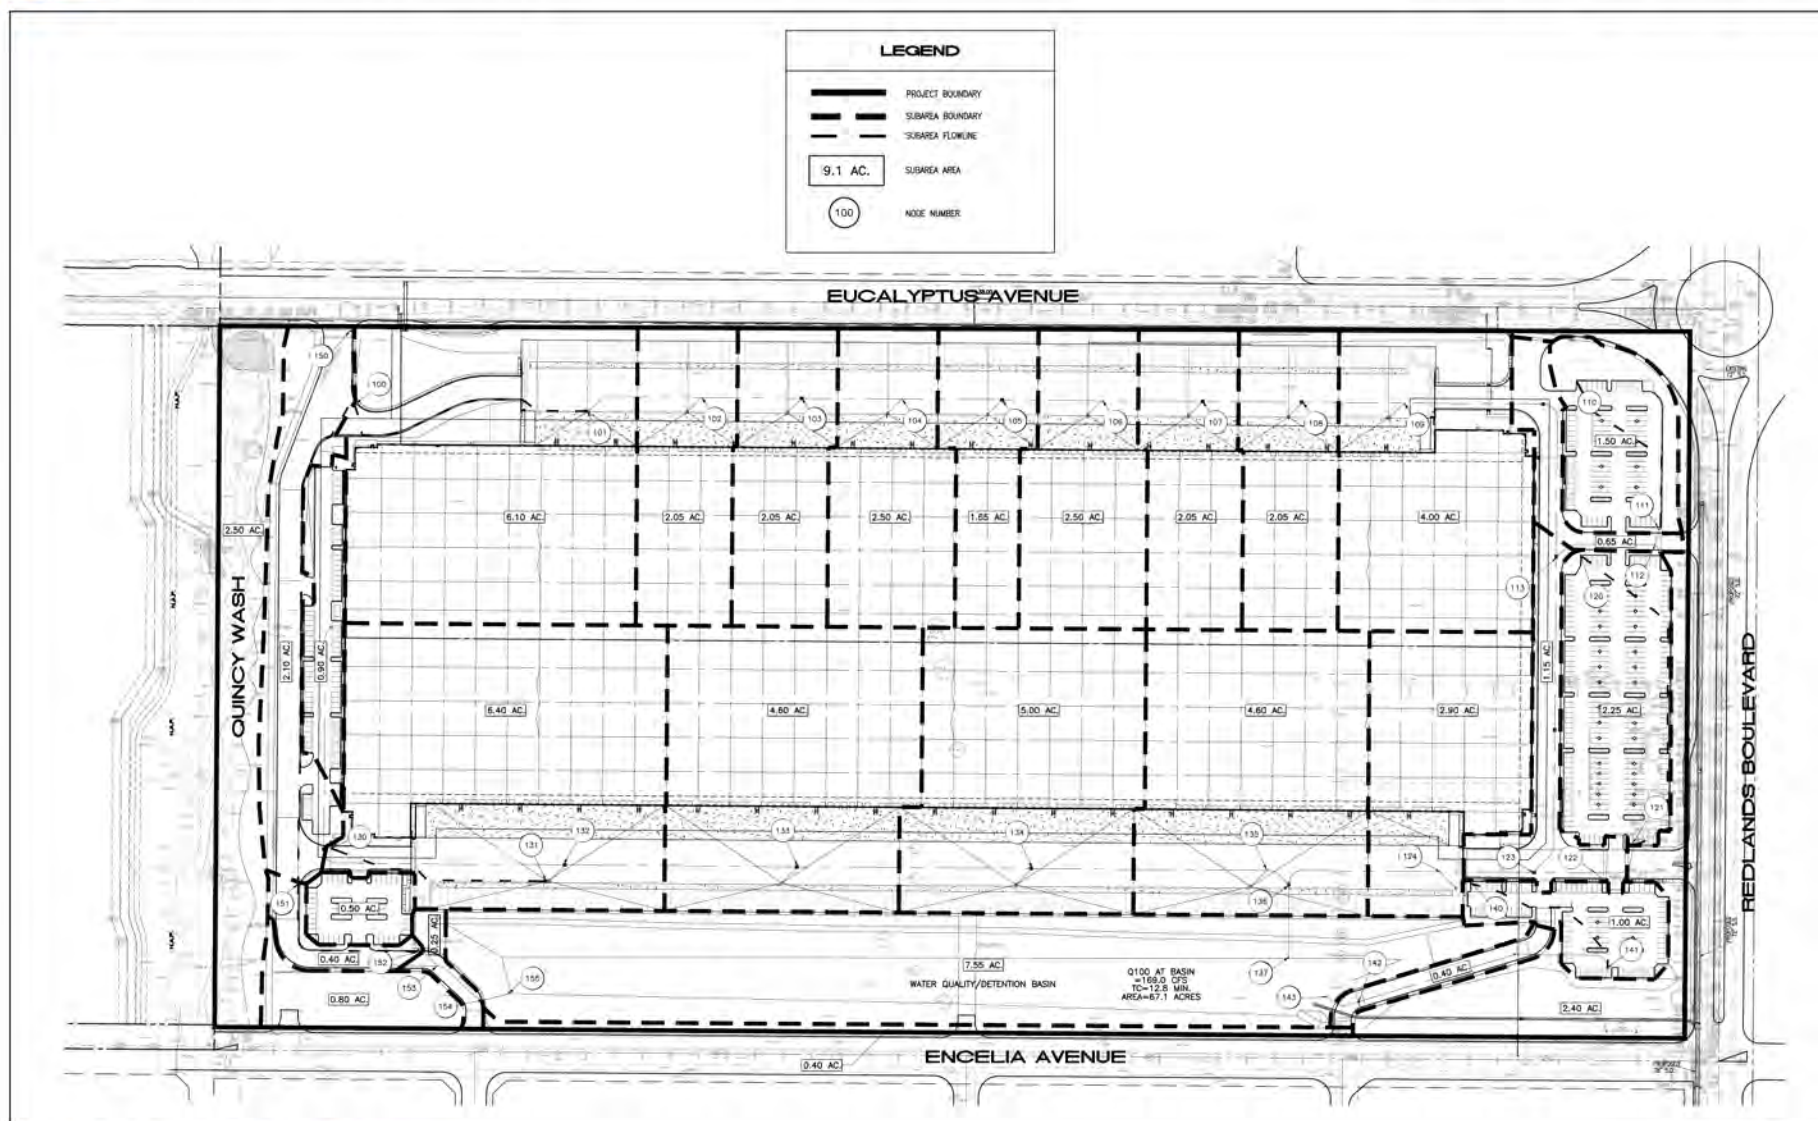 LEGEND
PROJECT BOUNDARY
SUBAREA BOUNDARY
SUBAREA FLOWLINE
9.1 AC.
SUBAREA AREA
100
NODE NUMBER
EUCALYPTUS AVENUE
150
100
101
102
103
104
105
106
107
108
109
110
1.50 AC.
111
2.50 AC.
6.10 AC.
2.05 AC.
2.05 AC.
2.50 AC.
1.65 AC.
2.50 AC.
2.05 AC.
2.05 AC.
4.00 AC.
0.65 AC.
113
112
120
QUINCY WASH
2.10 AC.
0.90 AC.
1.15 AC.
REDLANDS BOULEVARD
6.40 AC.
4.60 AC.
5.00 AC.
4.60 AC.
2.90 AC.
2.25 AC.
121
130
131
132
133
134
135
124
123
122
136
151
0.50 AC.
140
1.00 AC.
0.25 AC.
141
152
0.40 AC.
153
155
7.55 AC.
WATER QUALITY/DETENTION BASIN
Q100 AT BASIN
=169.0 CFS
TC=12.8 MIN.
AREA=67.1 ACRES
137
142
0.40 AC.
143
0.80 AC.
154
2.40 AC.
ENCELIA AVENUE
0.40 AC.